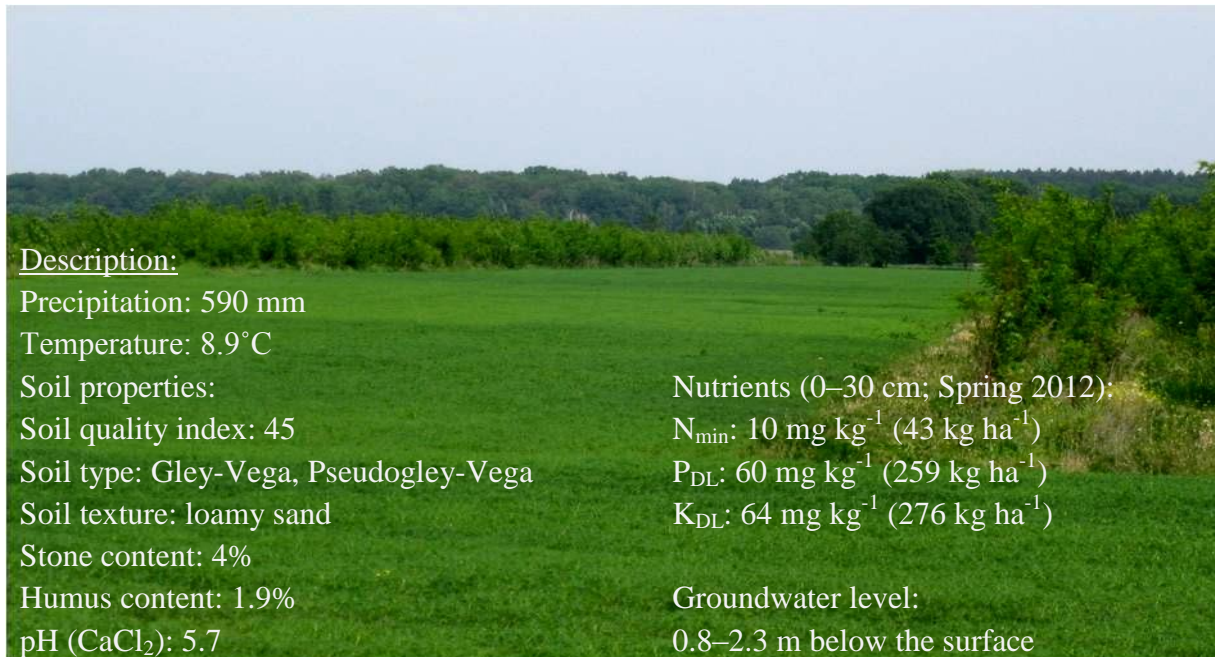 Description:
Precipitation: 590 mm
Temperature: 8.9˚C
Soil properties:
Soil quality index: 45
Soil type: Gley-Vega, Pseudogley-Vega
Soil texture: loamy sand
Stone content: 4%
Humus content: 1.9%
pH (CaCl₂): 5.7
Nutrients (0–30 cm; Spring 2012):
Nmin: 10 mg kg⁻¹ (43 kg ha⁻¹)
PDL: 60 mg kg⁻¹ (259 kg ha⁻¹)
KDL: 64 mg kg⁻¹ (276 kg ha⁻¹)
Groundwater level:
0.8–2.3 m below the surface